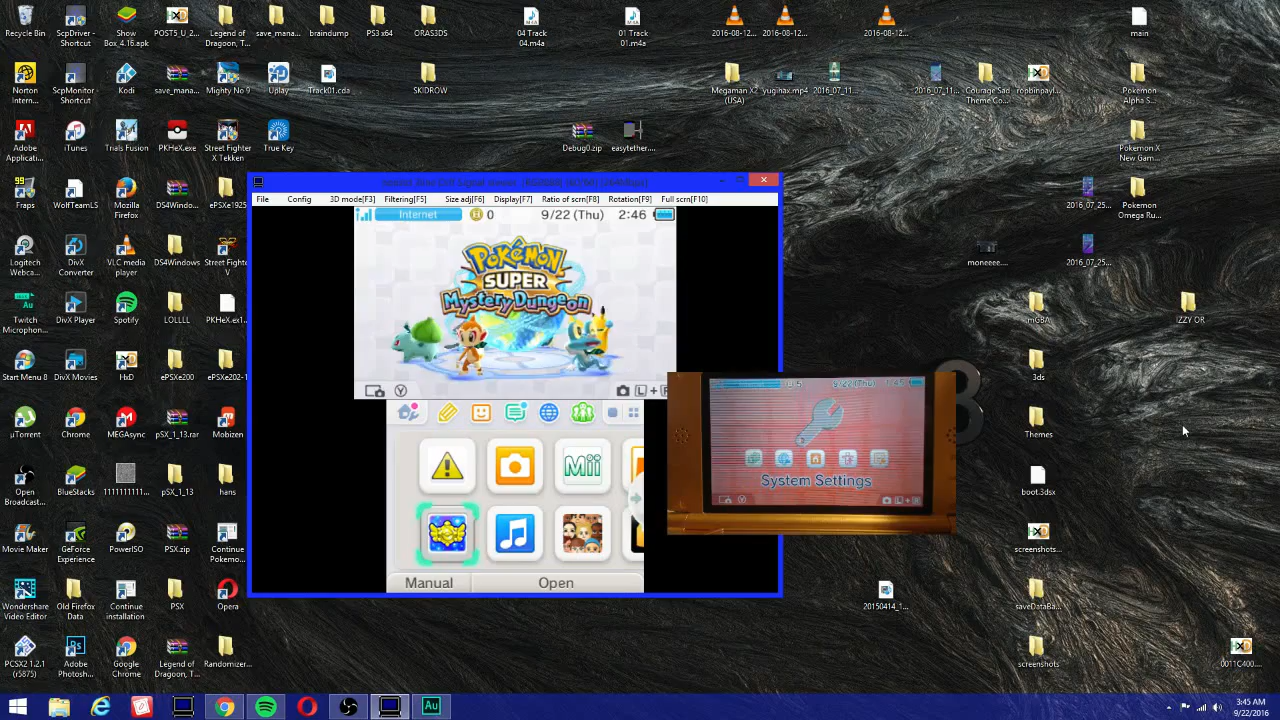 Recycle Bin
ScpDriver - Shortcut
Show Box_4.16.apk
POST5_U_2...
Legend of Dragoon, T...
save_mana...
braindump
PS3 x64
ORAS3DS
04 Track 04.m4a
01 Track 01.m4a
2016-08-12...
2016-08-12...
2016-08-12...
main
Norton Intern...
ScpMonitor - Shortcut
Kodi
save_mana...
Mighty No 9
Uplay
Track01.cda
SKIDROW
Megaman X2 (USA)
yuginax.mp4
2016_07_11...
2016_07_11...
Courage Sad Theme Co...
ropbinpayl...
Pokemon Alpha S...
Adobe Applicati...
iTunes
Trials Fusion
PKHeX.exe
Street Fighter X Tekken
True Key
Debug0.zip
easytether...
Pokemon X New Gam...
Fraps
WolfTeamLS
Mozilla Firefox
DS4Wind...
ePSXe1925
2016_07_25...
Pokemon Omega Ru...
Logitech Webca...
DivX Converter
VLC media player
DS4Windows
Street Fighter V
moneeee....
2016_07_25...
Twitch Microphon...
DivX Player
Spotify
LOLLLL
PKHeX.ex1...
mGBA
IZZY OR
Start Menu 8
DivX Movies
HxD
ePSXe200
ePSXe202-1
3ds
µTorrent
Chrome
MEGAsync
pSX_1_13.rar
Mobizen
Themes
Open Broadcast...
BlueStacks
11111111...
pSX_1_13
hans
boot.3dsx
Movie Maker
GeForce Experience
PowerISO
PSX.zip
Continue Pokemo...
screenshots...
Wondershare Video Editor
Old Firefox Data
Continue installation
PSX
Opera
20150414_1...
saveDataBa...
PCSX2 1.2.1 (r5875)
Adobe Photosh...
Google Chrome
Legend of Dragoon, T...
Randomizer...
screenshots
0011C400....
File Config 3D mode[F3] Filtering[F5] Size adj[F6] Display[F7] Ratio of scrn[F8] Rotation[F9] Full scrn[F10]
Internet 0 9/22 (Thu) 2:46
POKéMON
SUPER
Mystery Dungeon
Y L + R
Mii
Manual Open
9/22(Thu) 1:45
System Settings
Y L + R
3:45 AM
9/22/2016